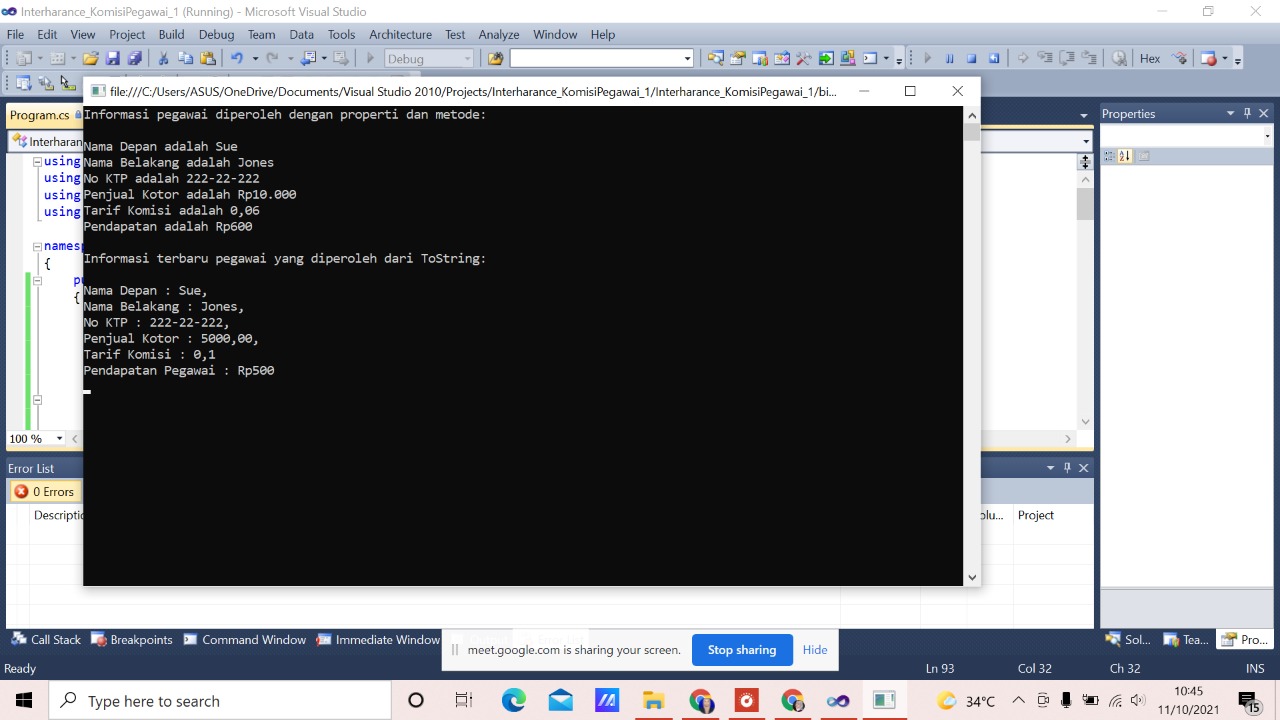 Interharance_KomisiPegawai_1 (Running) - Microsoft Visual Studio
File Edit View Project Build Debug Team Data Tools Architecture Test Analyze Window Help
Debug
Hex
file:///C:/Users/ASUS/OneDrive/Documents/Visual Studio 2010/Projects/Interharance_KomisiPegawai_1/Interharance_KomisiPegawai_1/bi...
Program.cs
Interharan
Properties
using
using
using
using
namesp
{
pu
{
Informasi pegawai diperoleh dengan properti dan metode:
Nama Depan adalah Sue
Nama Belakang adalah Jones
No KTP adalah 222-22-222
Penjual Kotor adalah Rp10.000
Tarif Komisi adalah 0,06
Pendapatan adalah Rp600
Informasi terbaru pegawai yang diperoleh dari ToString:
Nama Depan : Sue,
Nama Belakang : Jones,
No KTP : 222-22-222,
Penjual Kotor : 5000,00,
Tarif Komisi : 0,1
Pendapatan Pegawai : Rp500
100 %
Error List
0 Errors
Descriptio
olu... Project
Call Stack Breakpoints Command Window Immediate Window
Sol... Tea... Pro...
meet.google.com is sharing your screen. Stop sharing Hide
Ready Ln 93 Col 32 Ch 32 INS
Type here to search
34°C
10:45
11/10/2021
15